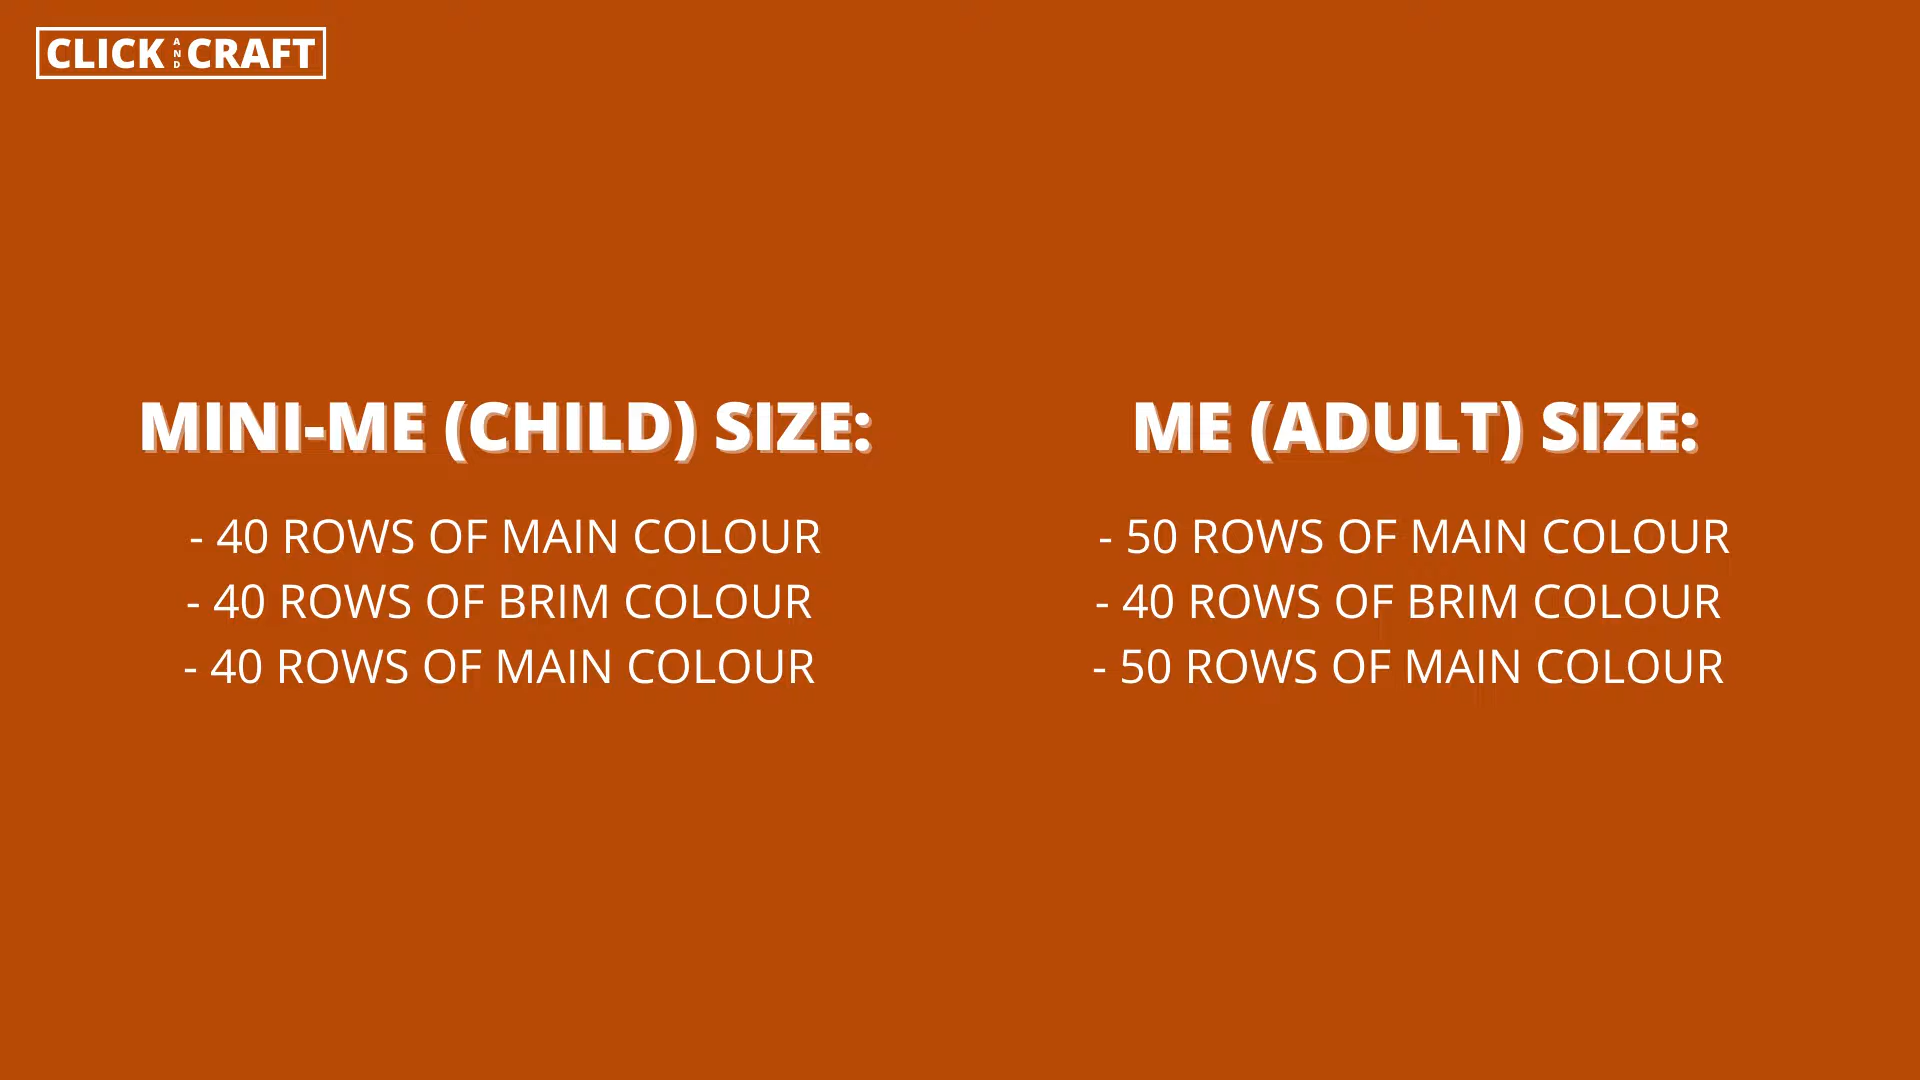 CLICK AND CRAFT
MINI-ME (CHILD) SIZE:
- 40 ROWS OF MAIN COLOUR
- 40 ROWS OF BRIM COLOUR
- 40 ROWS OF MAIN COLOUR
ME (ADULT) SIZE:
- 50 ROWS OF MAIN COLOUR
- 40 ROWS OF BRIM COLOUR
- 50 ROWS OF MAIN COLOUR